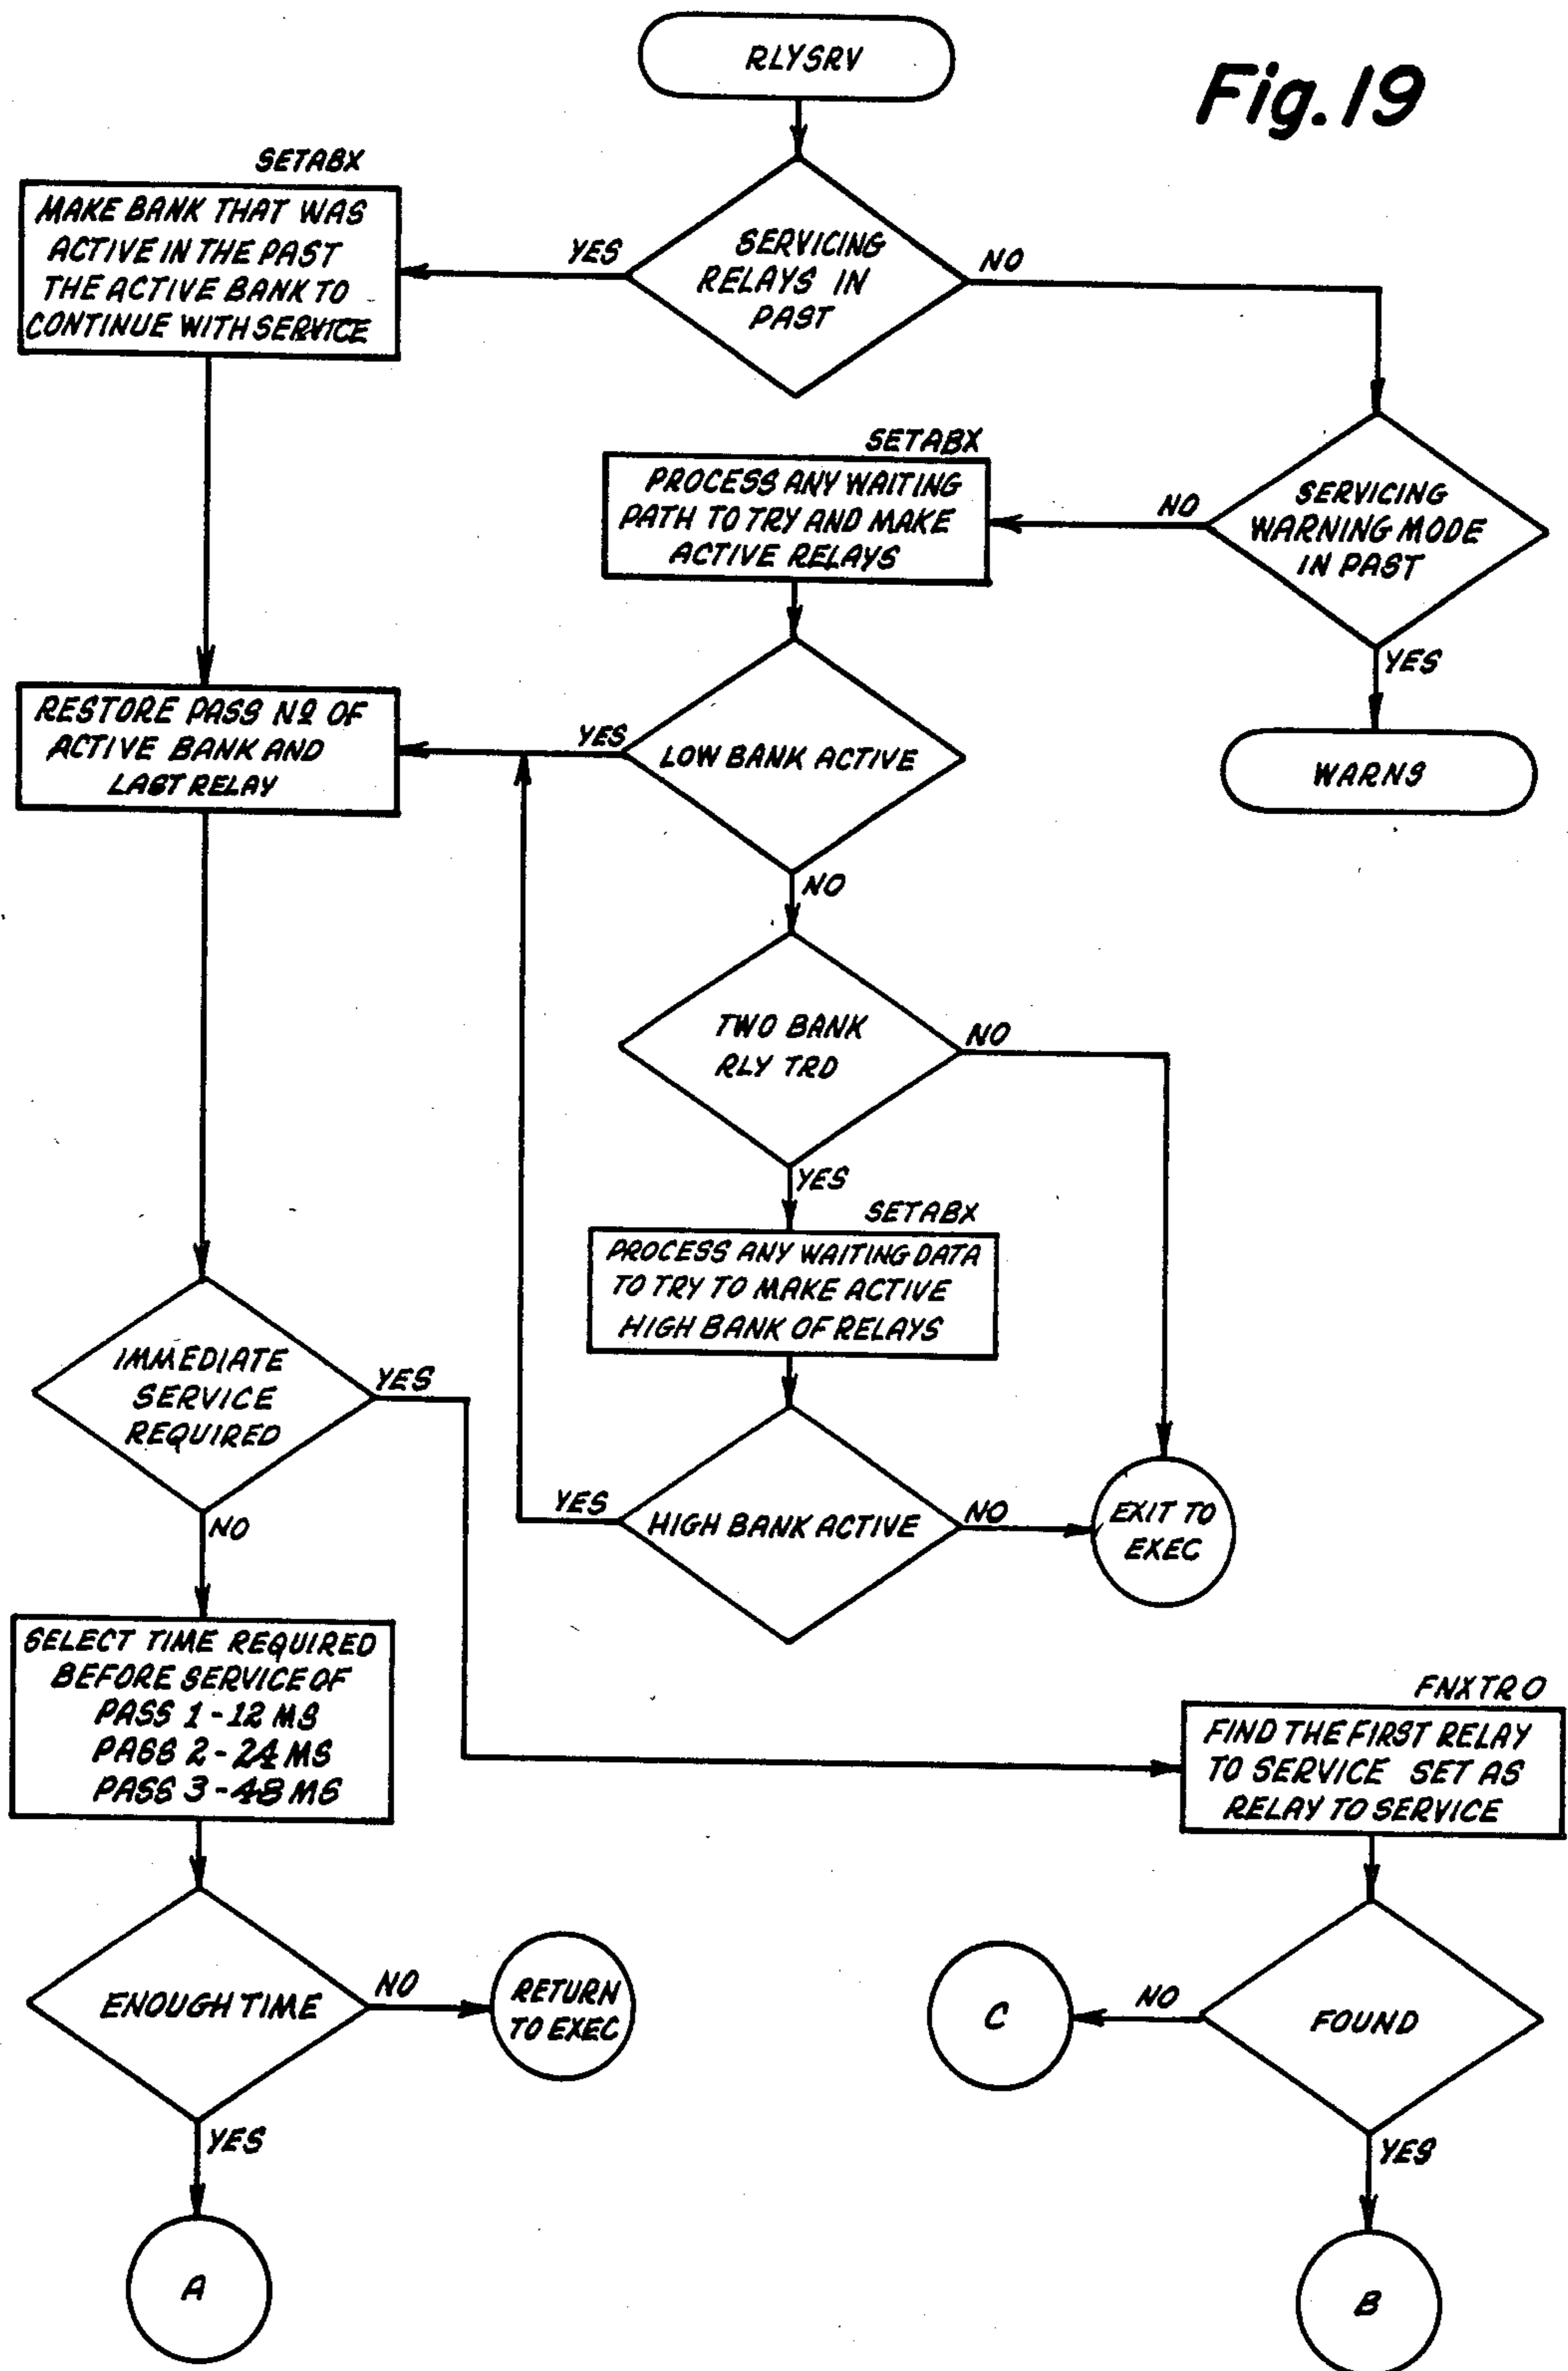 RLYSRV
Fig. 19
SETABX
MAKE BANK THAT WAS
ACTIVE IN THE PAST
THE ACTIVE BANK TO
CONTINUE WITH SERVICE
YES
SERVICING
RELAYS IN
PAST
NO
SETABX
PROCESS ANY WAITING
PATH TO TRY AND MAKE
ACTIVE RELAYS
NO
SERVICING
WARNING MODE
IN PAST
YES
WARNS
RESTORE PASS Nº OF
ACTIVE BANK AND
LAST RELAY
YES
LOW BANK ACTIVE
NO
TWO BANK
RLY TRD
NO
YES
SETABX
PROCESS ANY WAITING DATA
TO TRY TO MAKE ACTIVE
HIGH BANK OF RELAYS
IMMEDIATE
SERVICE
REQUIRED
YES
NO
YES
HIGH BANK ACTIVE
NO
EXIT TO
EXEC
SELECT TIME REQUIRED
BEFORE SERVICE OF
PASS 1-12 MS
PASS 2-24 MS
PASS 3-48 MS
FNXTRO
FIND THE FIRST RELAY
TO SERVICE SET AS
RELAY TO SERVICE
ENOUGH TIME
NO
RETURN
TO EXEC
YES
A
C
NO
FOUND
YES
B